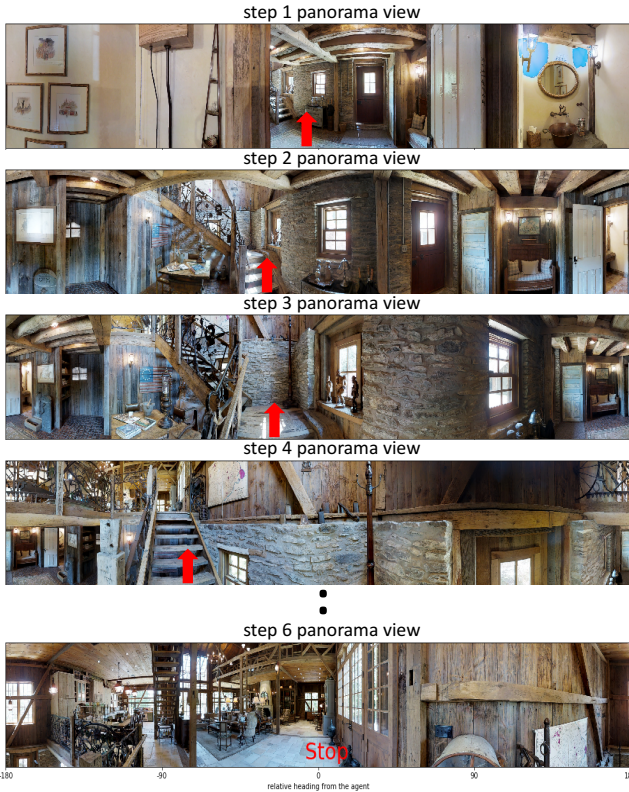 step 1 panorama view
step 2 panorama view
step 3 panorama view
step 4 panorama view
step 6 panorama view
Stop
-180 -90 0 90
relative heading from the agent